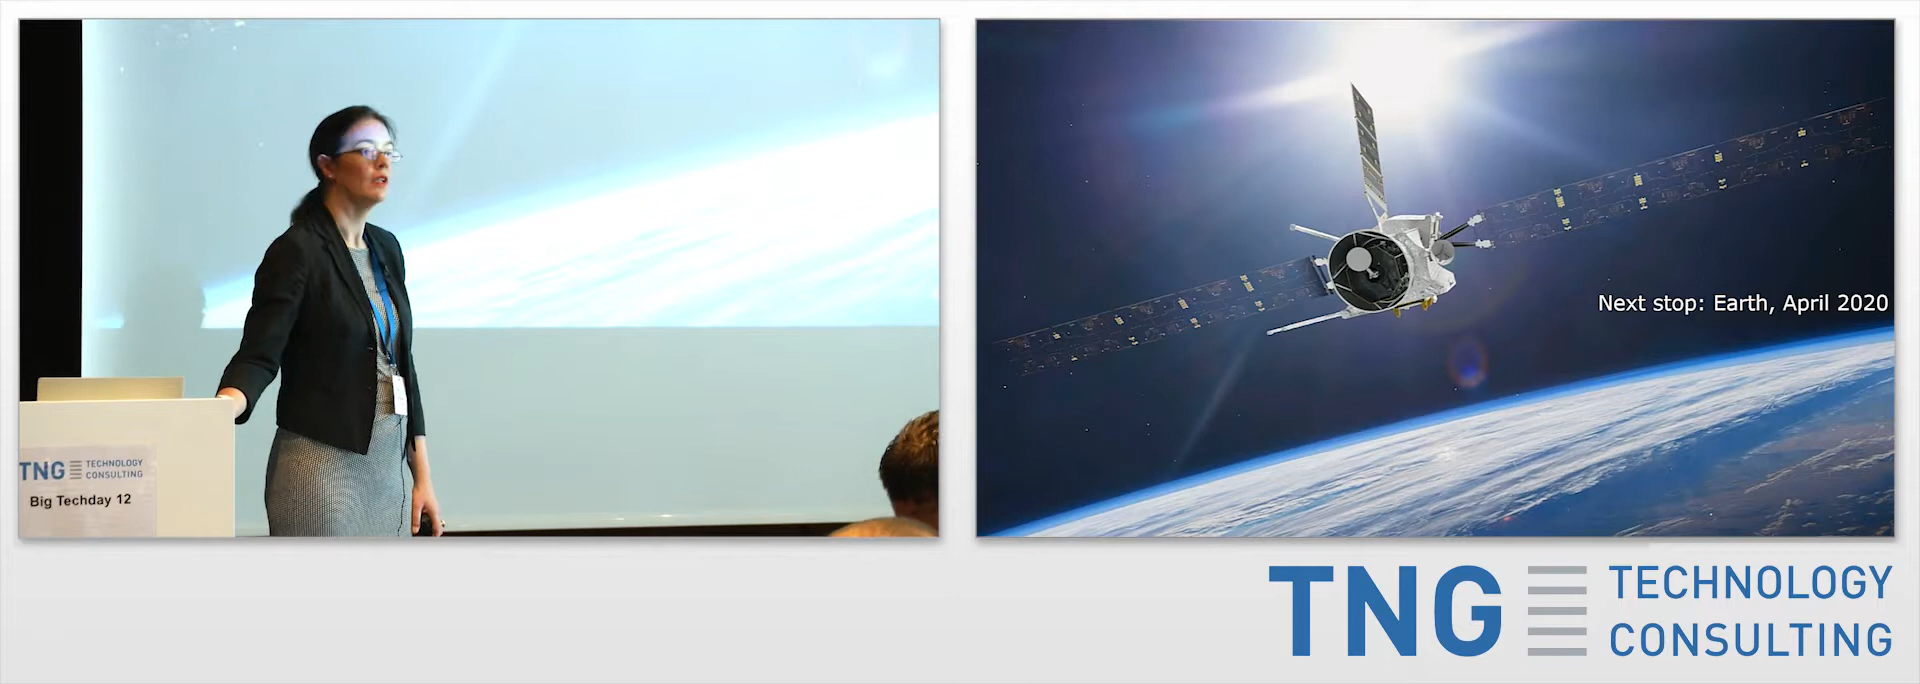 TNG TECHNOLOGY
CONSULTING
Big Techday 12
Next stop: Earth, April 2020
TNG TECHNOLOGY
CONSULTING